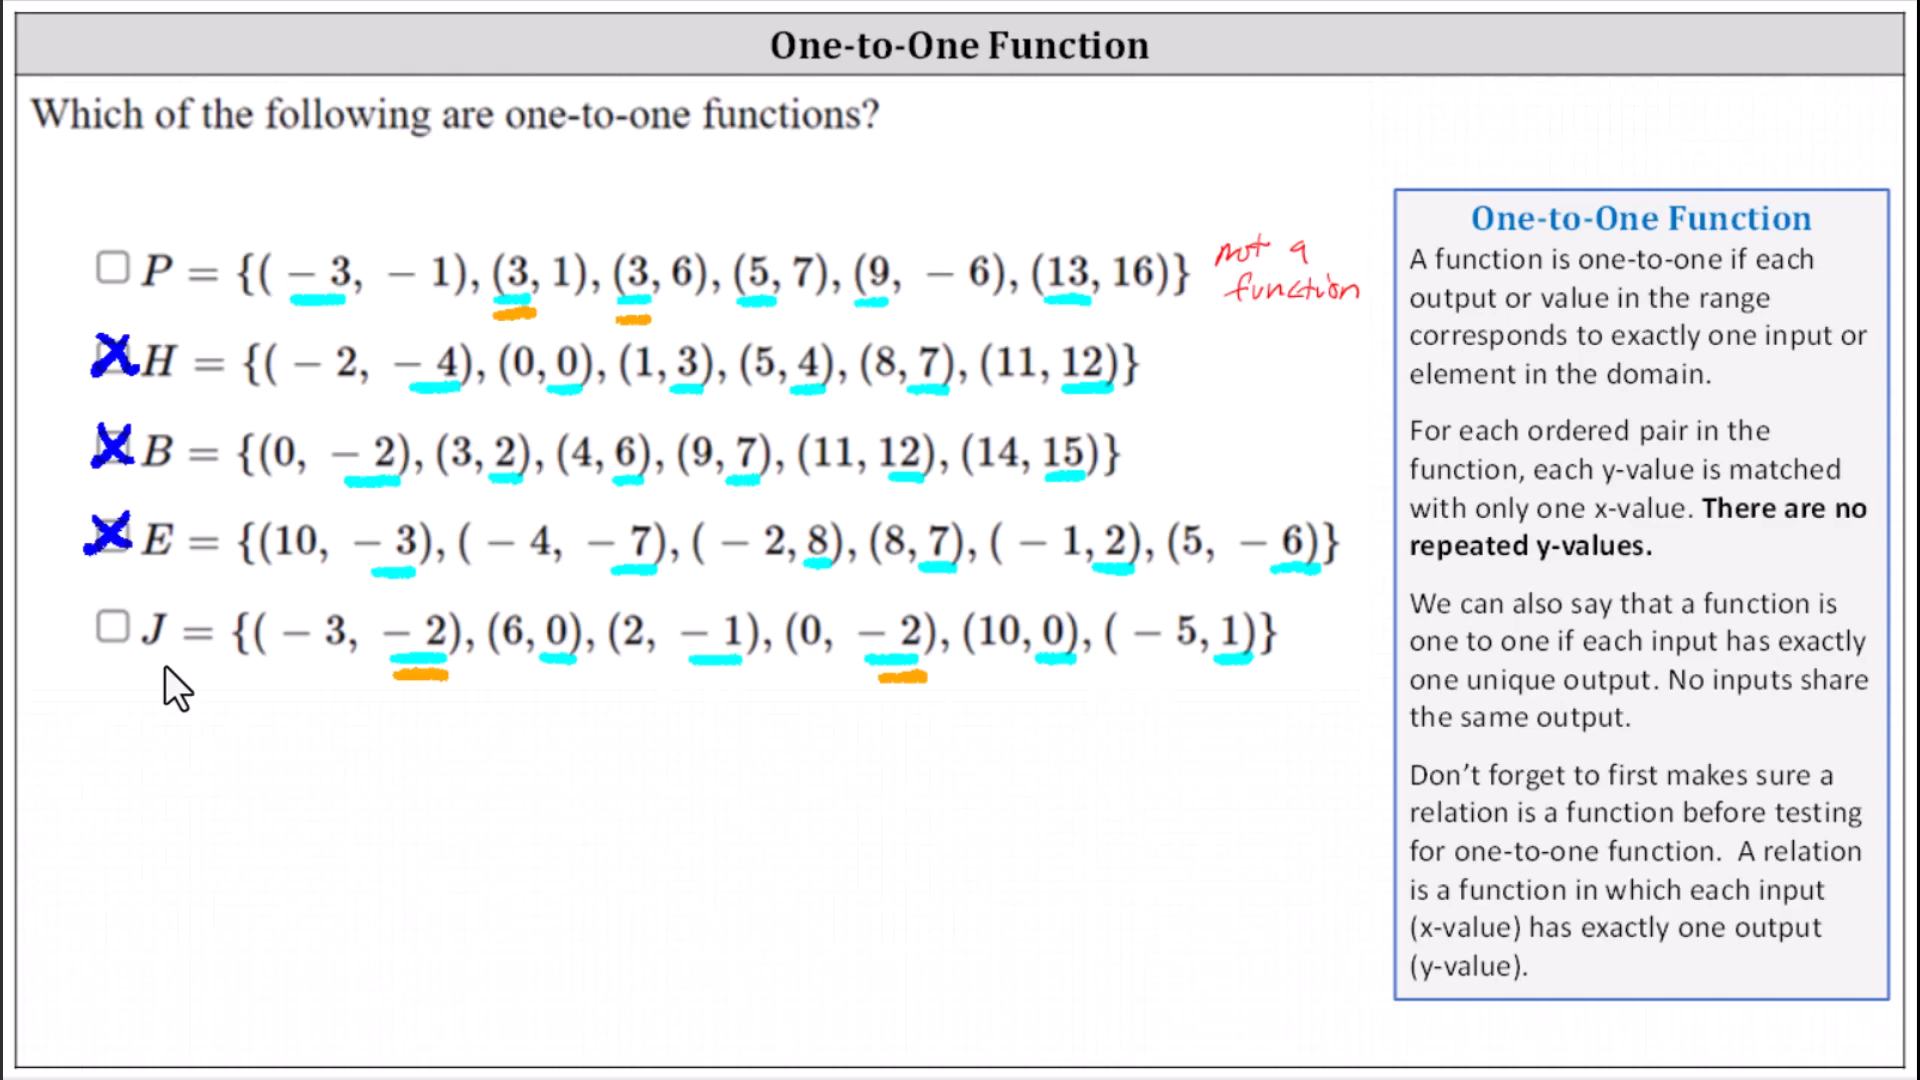 One-to-One Function
Which of the following are one-to-one functions?
P = {( − 3, − 1), (3, 1), (3, 6), (5, 7), (9, − 6), (13, 16)} not a
function
H = {( − 2, − 4), (0, 0), (1, 3), (5, 4), (8, 7), (11, 12)}
B = {(0, − 2), (3, 2), (4, 6), (9, 7), (11, 12), (14, 15)}
E = {(10, − 3), ( − 4, − 7), ( − 2, 8), (8, 7), ( − 1, 2), (5, − 6)}
J = {( − 3, − 2), (6, 0), (2, − 1), (0, − 2), (10, 0), ( − 5, 1)}
One-to-One Function
A function is one-to-one if each
output or value in the range
corresponds to exactly one input or
element in the domain.
For each ordered pair in the
function, each y-value is matched
with only one x-value. There are no
repeated y-values.
We can also say that a function is
one to one if each input has exactly
one unique output. No inputs share
the same output.
Don’t forget to first makes sure a
relation is a function before testing
for one-to-one function. A relation
is a function in which each input
(x-value) has exactly one output
(y-value).